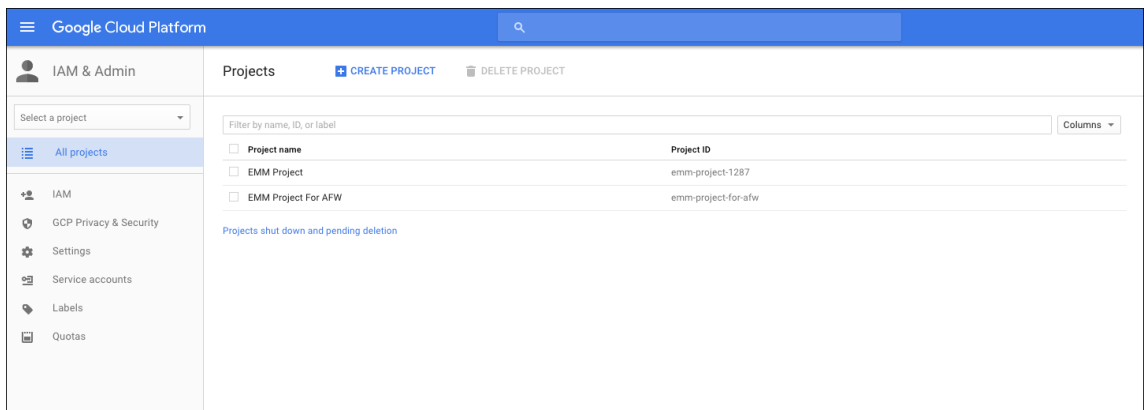 Google Cloud Platform
IAM & Admin
Projects CREATE PROJECT DELETE PROJECT
Select a project
Filter by name, ID, or label Columns
All projects
Project name Project ID
EMM Project emm-project-1287
IAM
EMM Project For AFW emm-project-for-afw
GCP Privacy & Security
Projects shut down and pending deletion
Settings
Service accounts
Labels
Quotas